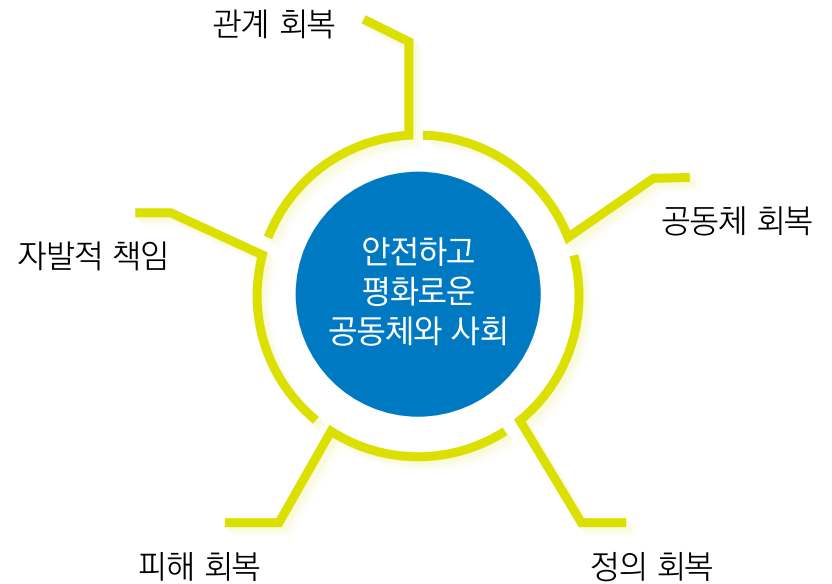 관계 회복
공동체 회복
자발적 책임
안전하고
평화로운
공동체와 사회
피해 회복
정의 회복